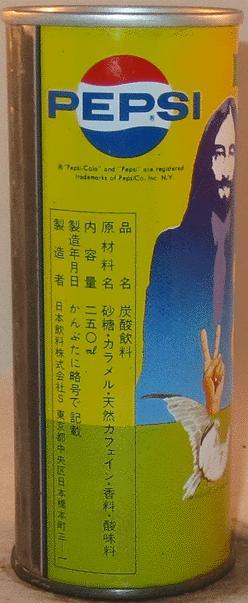 PEPSI
®
® "Pepsi-Cola" and "Pepsi" are registered
trademarks of PepsiCo, Inc. N.Y.
品名 炭酸飲料
原材料名 砂糖・カラメル・天然カフェイン・香料・酸味料
内容量 二五〇ml
製造年月日 かんぶたに略号で記載
製造者 日本飲料株式会社S 東京都中央区日本橋本町三ー一